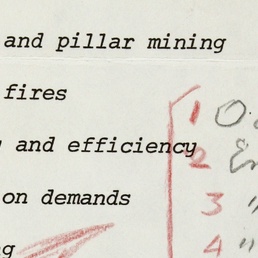 and pillar mining
fires
1
and efficiency
2
on demands
3 "
4 "